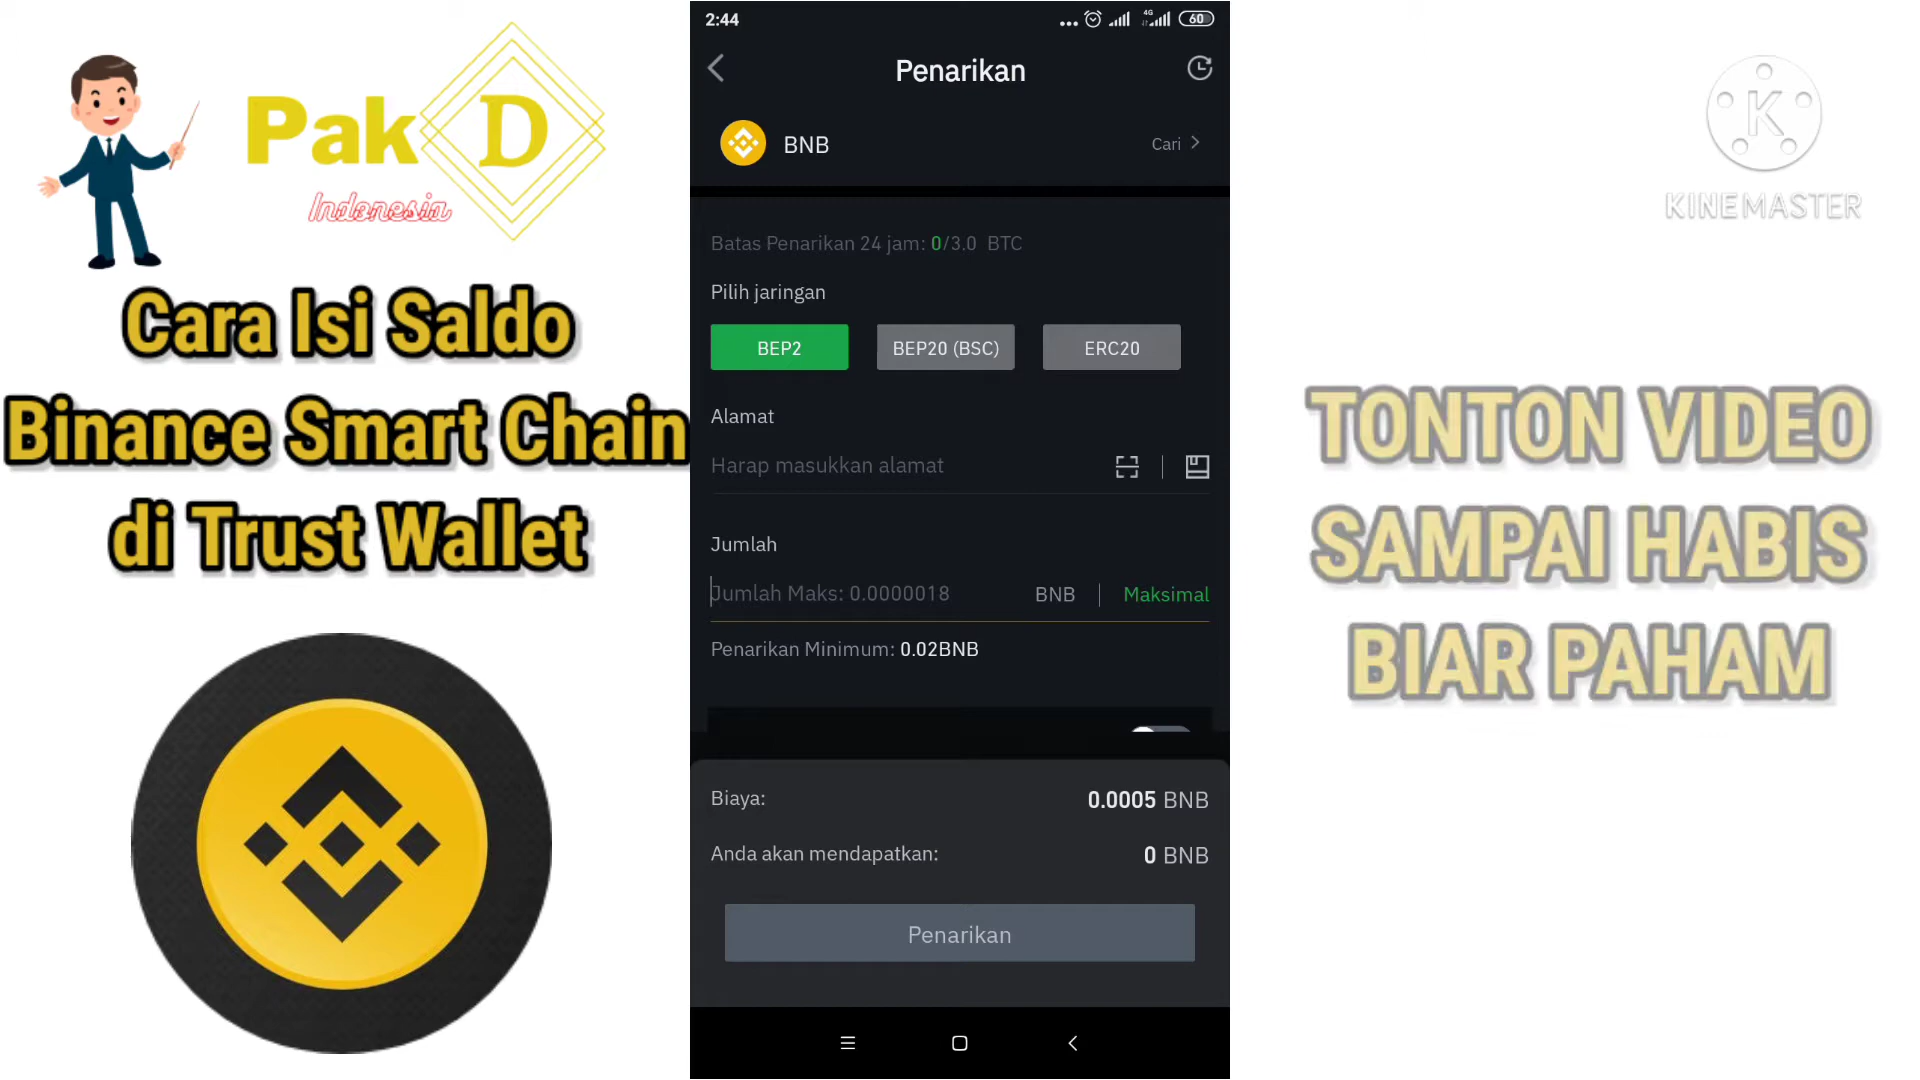 Pak D
Indonesia
Cara Isi Saldo
Binance Smart Chain
di Trust Wallet
2:44
4G
60
Penarikan
BNB
Cari
Batas Penarikan 24 jam: 0/3.0 BTC
Pilih jaringan
BEP2
BEP20 (BSC)
ERC20
Alamat
Harap masukkan alamat
Jumlah
Jumlah Maks: 0.0000018
BNB
Maksimal
Penarikan Minimum: 0.02BNB
Biaya:
0.0005 BNB
Anda akan mendapatkan:
0 BNB
Penarikan
K
KINEMASTER
TONTON VIDEO
SAMPAI HABIS
BIAR PAHAM